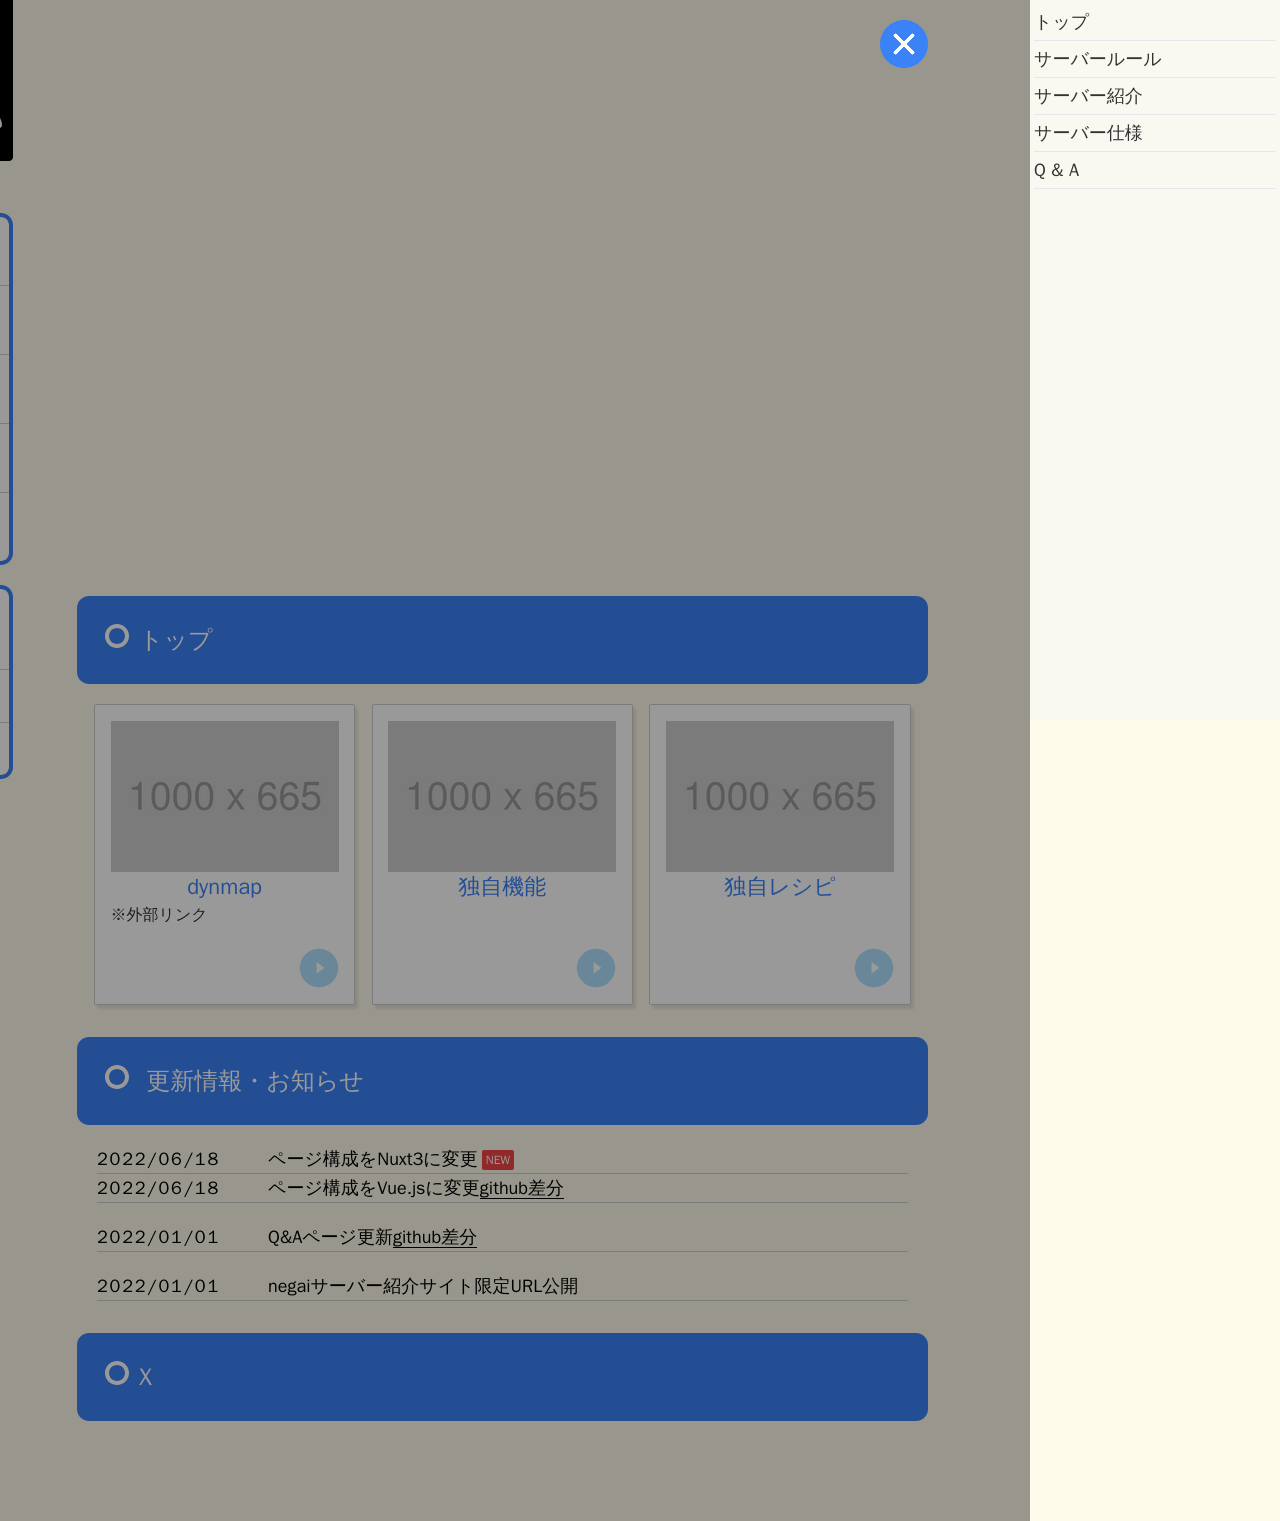 トップ
サーバールール
サーバー紹介
サーバー仕様
Q & A
トップ
1000 x 665
1000 x 665
1000 x 665
dynmap
独自機能
独自レシピ
※外部リンク
更新情報・お知らせ
2022/06/18 ページ構成をNuxt3に変更 NEW
2022/06/18 ページ構成をVue.jsに変更github差分
2022/01/01 Q&Aページ更新github差分
2022/01/01 negaiサーバー紹介サイト限定URL公開
X